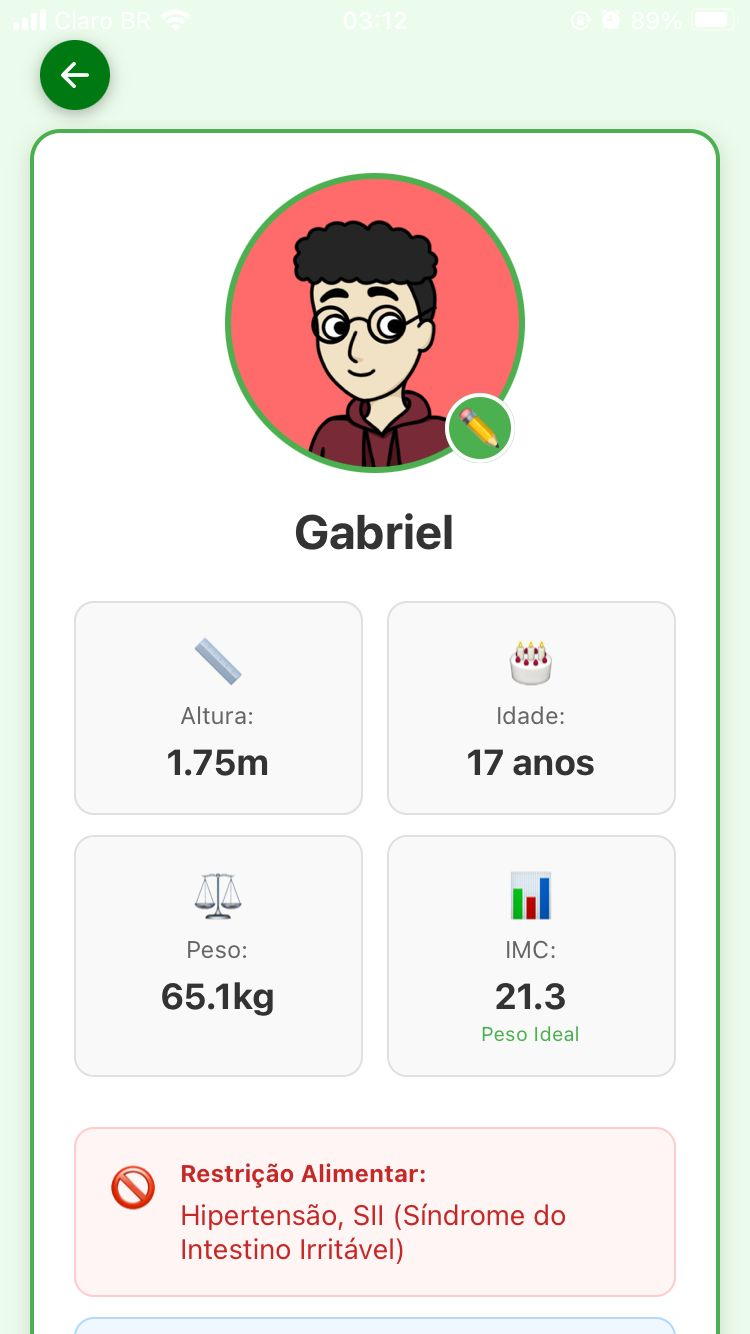 Claro BR
03:12
89%
Gabriel
Altura:
1.75m
Idade:
17 anos
Peso:
65.1kg
IMC:
21.3
Peso Ideal
Restrição Alimentar:
Hipertensão, SII (Síndrome do
Intestino Irritável)